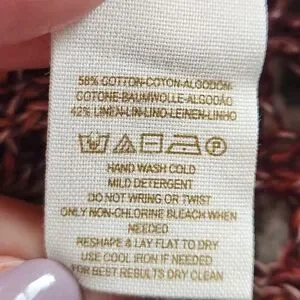 58% COTTON-COTON-ALGODON-
COTONE-BAUMWOLLE-ALGODÃO
42% LINEN-LIN-LINO-LEINEN-LINHO
P
HAND WASH COLD
MILD DETERGENT
DO NOT WRING OR TWIST
ONLY NON-CHLORINE BLEACH WHEN
NEEDED
RESHAPE & LAY FLAT TO DRY
USE COOL IRON IF NEEDED
FOR BEST RESULTS DRY CLEAN